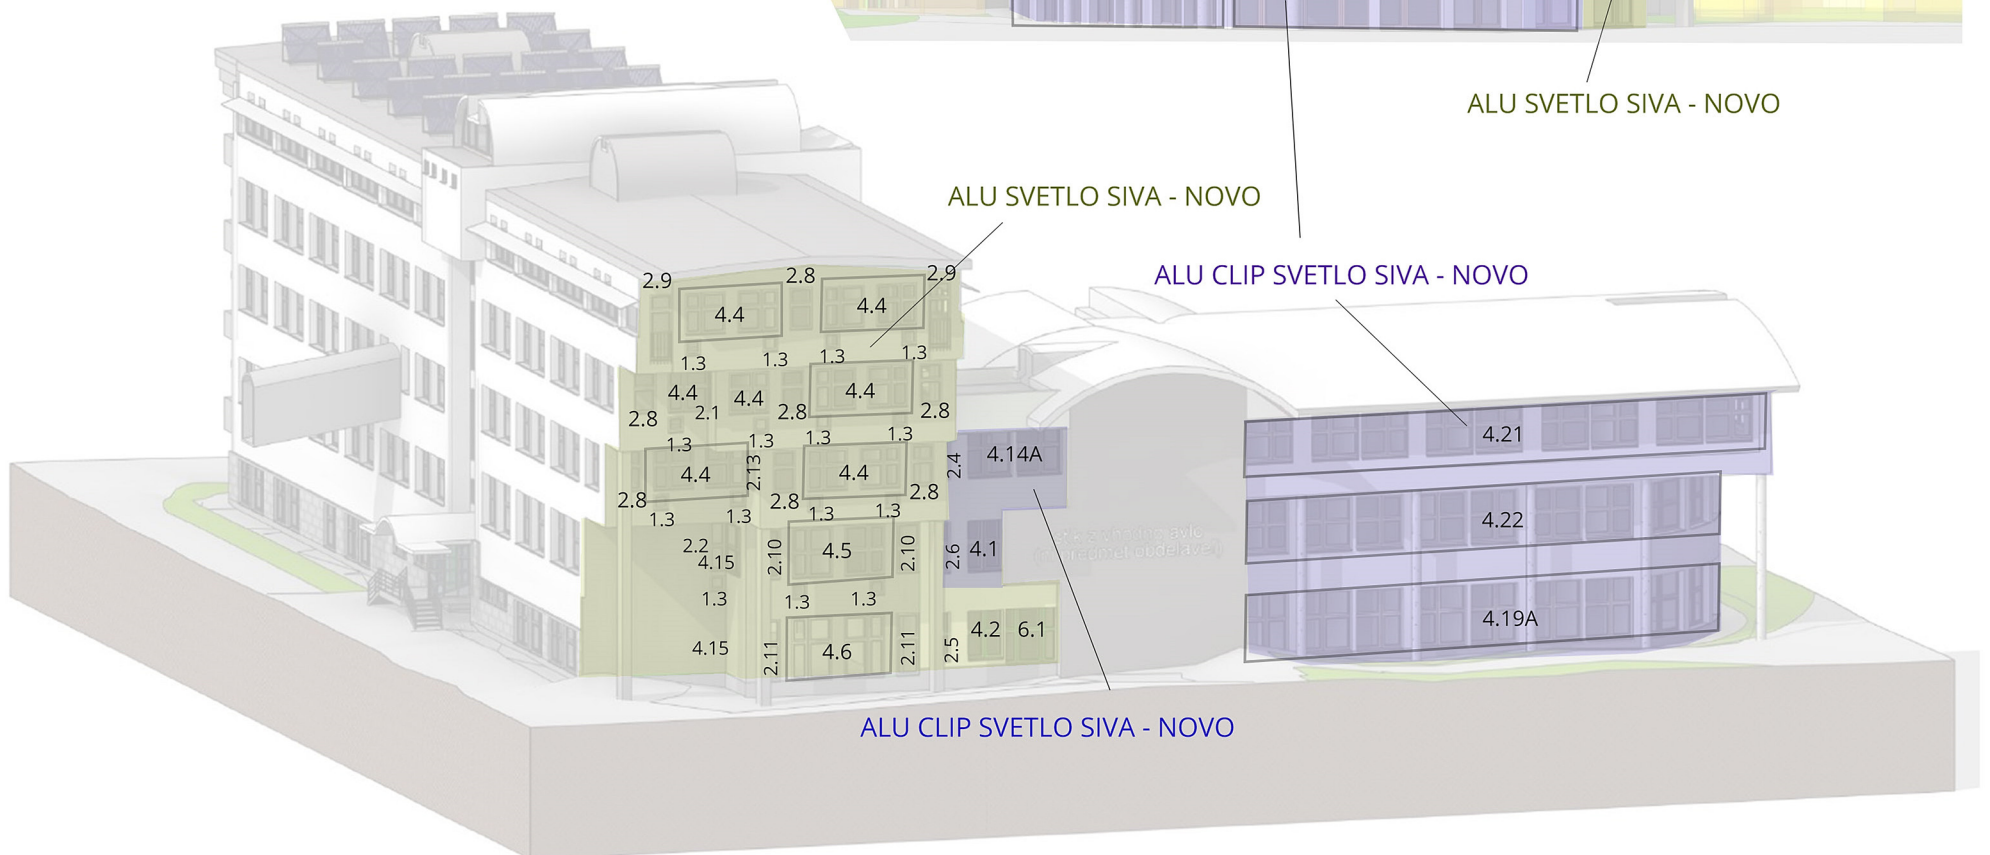 ALU SVETLO SIVA - NOVO
ALU SVETLO SIVA - NOVO
ALU CLIP SVETLO SIVA - NOVO
2.9 2.8 2.9
4.4 4.4
1.3 1.3 1.3 1.3
4.4 4.4 4.4
2.8 2.1 2.8 2.8
1.3 1.3 1.3 1.3
4.4 2.13 4.4
2.8 2.8 2.8
1.3 1.3 1.3 1.3
2.4 4.14A
2.2 4.15 2.10 4.5 2.10
2.6 4.1
1.3 1.3 1.3
4.15 2.11 4.6 2.11
2.5 4.2 6.1
4.21
4.22
4.19A
ALU CLIP SVETLO SIVA - NOVO